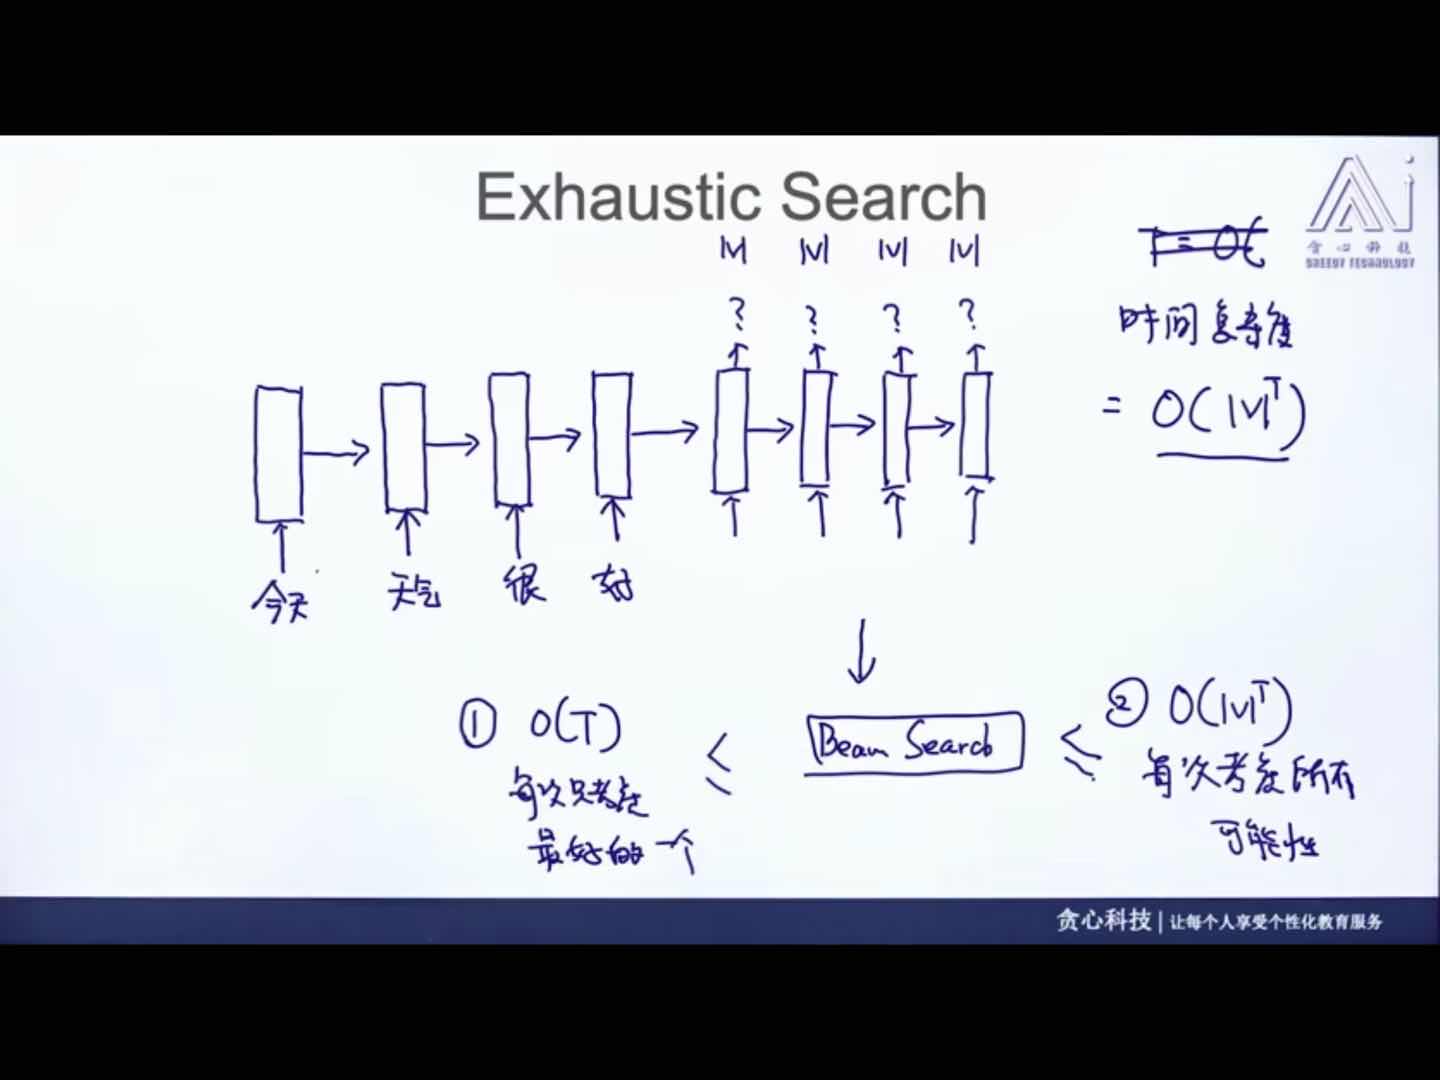 Exhaustic Search
|V| |V| |V| |V|
? ? ? ?
时间复杂度
= O(|V|^T)
今天 天气 很 好
① O(T)
每次只考虑
最好的一个
≤ Beam Search ≤
② O(|V|^T)
每次考虑所有
可能性
贪心科技
GREEDY TECHNOLOGY
贪心科技 | 让每个人享受个性化教育服务